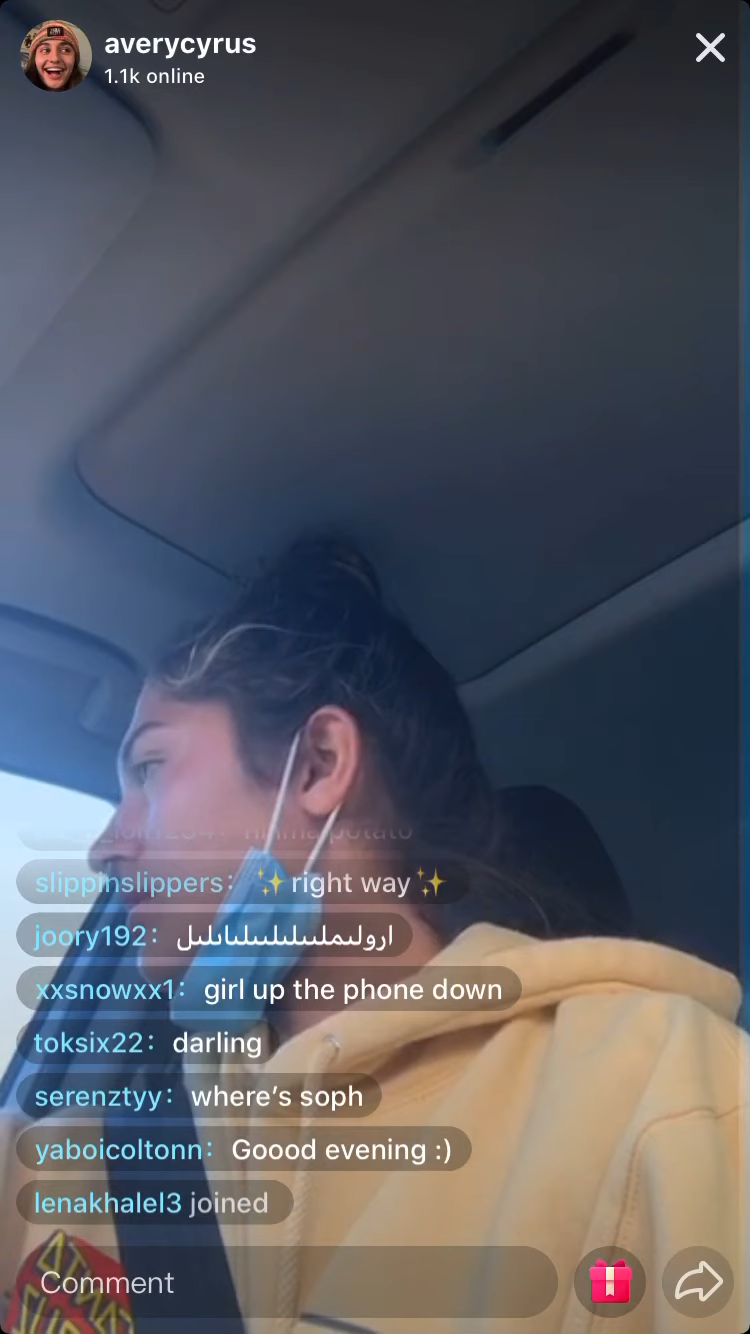 averycyrus
1.1k online
slippinslippers: ✨right way✨
joory192:
xxsnowxx1: girl up the phone down
toksix22: darling
serenztyy: where's soph
yaboicoltonn: Goood evening :)
lenakhalel3 joined
Comment